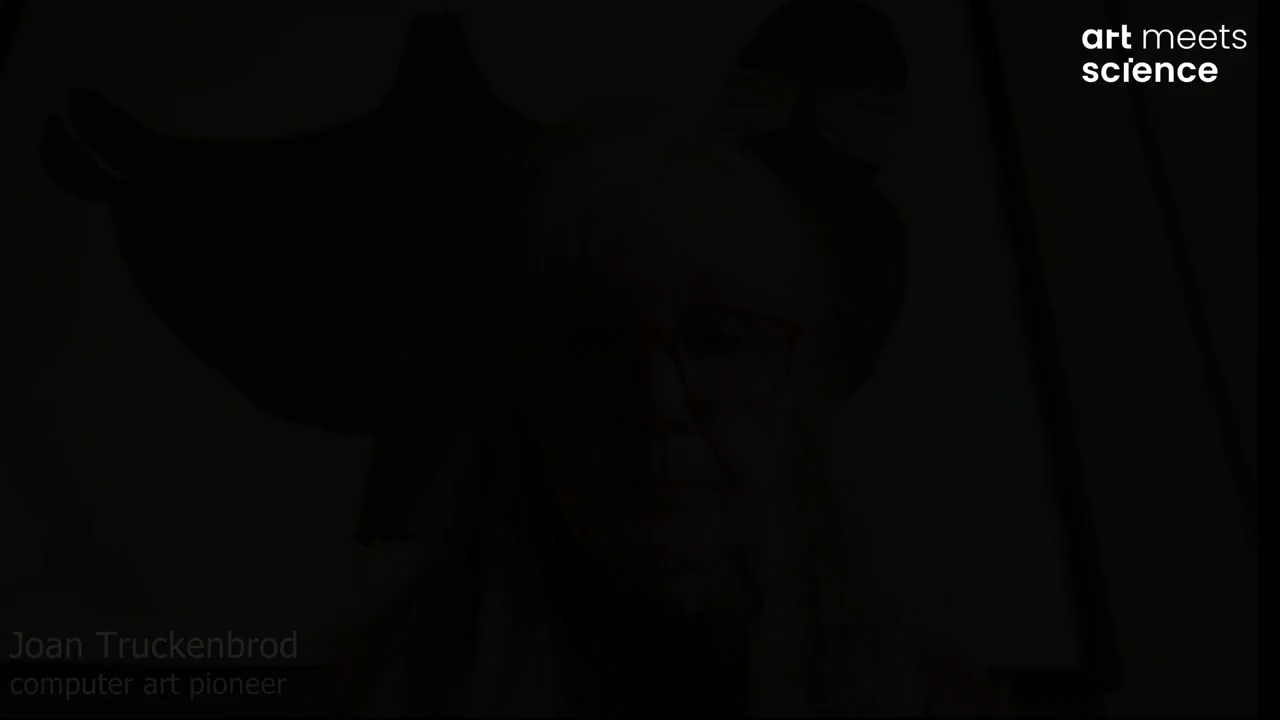 art meets
science
Joan Truckenbrod
computer art pioneer